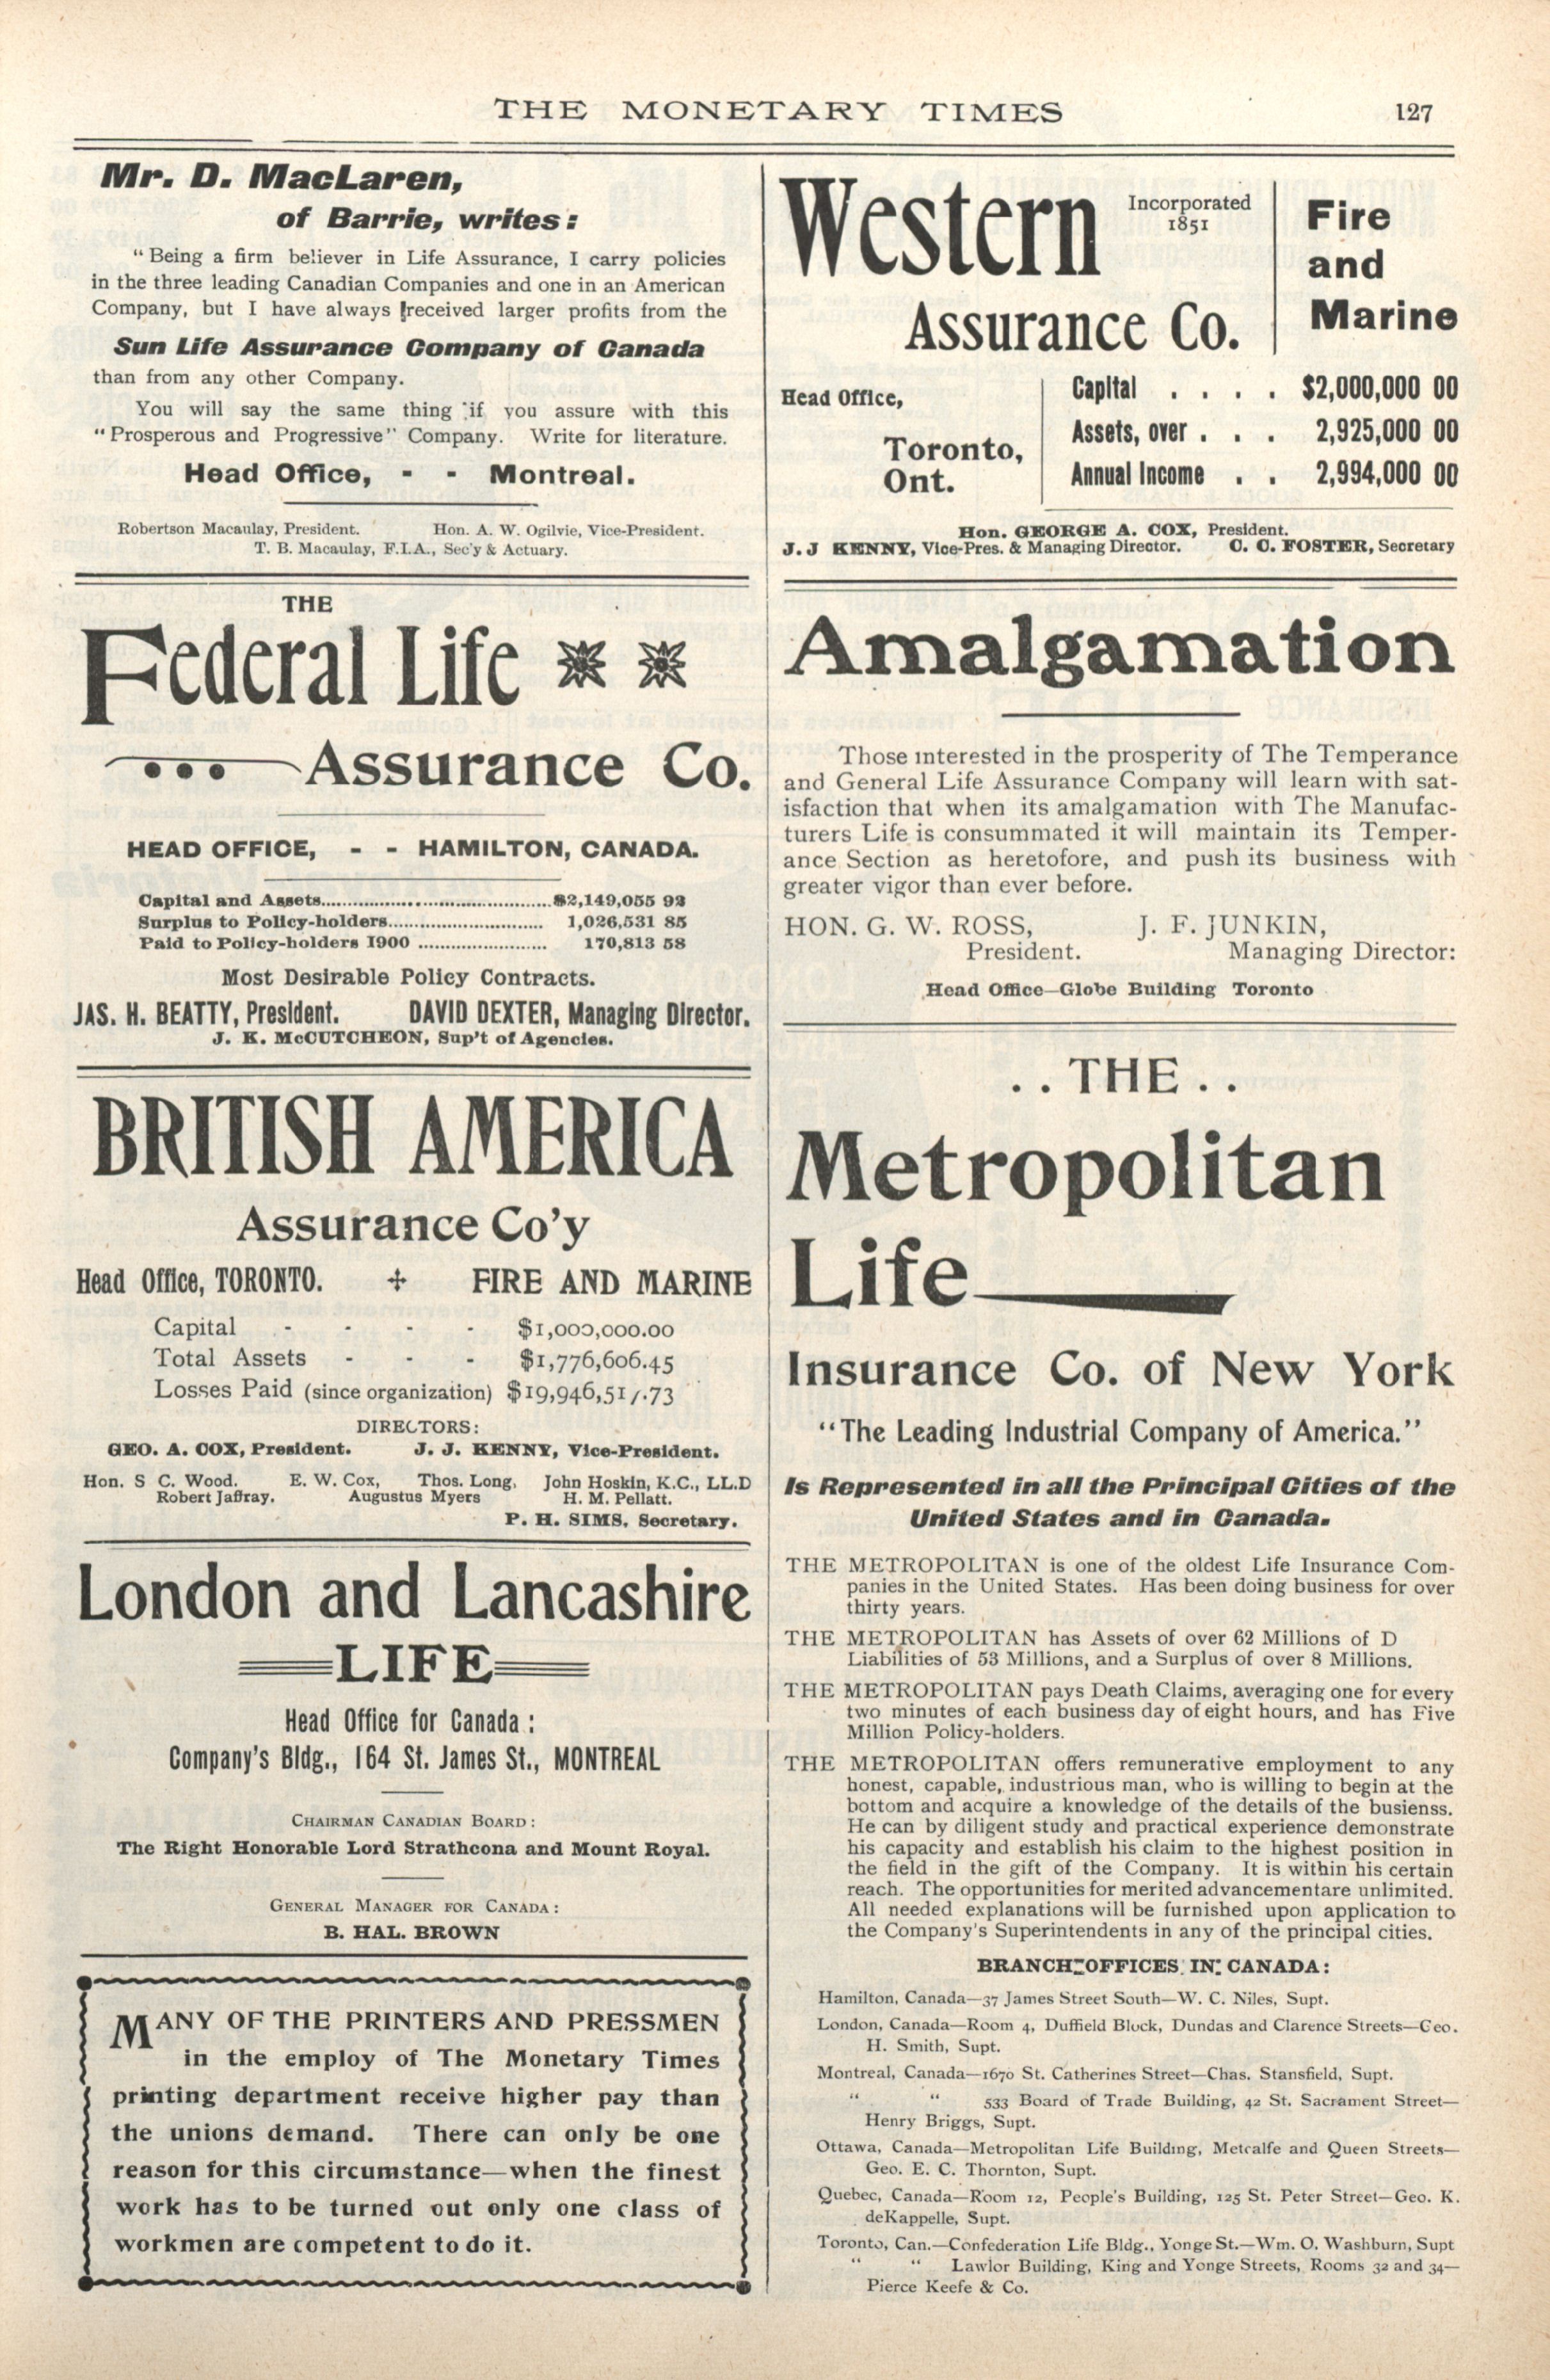 THE MONETARY TIMES 127
Mr. D. MacLaren,
of Barrie, writes:
"Being a firm believer in Life Assurance, I carry policies
in the three leading Canadian Companies and one in an American
Company, but I have always received larger profits from the
Sun Life Assurance Company of Canada
than from any other Company.
You will say the same thing if you assure with this
"Prosperous and Progressive" Company. Write for literature.
Head Office, - - Montreal.
Robertson Macaulay, President. Hon. A. W. Ogilvie, Vice-President.
T. B. Macaulay, F.I.A., Sec'y & Actuary.
THE
Federal Life
Assurance Co.
HEAD OFFICE, - - HAMILTON, CANADA.
Capital and Assets.......................................$2,149,055 92
Surplus to Policy-holders........................... 1,026,531 85
Paid to Policy-holders 1900 ...................... 170,813 58
Most Desirable Policy Contracts.
JAS. H. BEATTY, President. DAVID DEXTER, Managing Director.
J. K. McCUTCHEON, Sup't of Agencies.
BRITISH AMERICA
Assurance Co'y
Head Office, TORONTO. ✢ FIRE AND MARINE
Capital - - - - $1,000,000.00
Total Assets - - - $1,776,606.45
Losses Paid (since organization) $19,946,517.73
DIRECTORS:
GEO. A. COX, President. J. J. KENNY, Vice-President.
Hon. S C. Wood. E. W. Cox, Thos. Long, John Hoskin, K.C., LL.D
Robert Jaffray. Augustus Myers H. M. Pellatt.
P. H. SIMS, Secretary.
London and Lancashire
LIFE
Head Office for Canada:
Company's Bldg., 164 St. James St., MONTREAL
CHAIRMAN CANADIAN BOARD:
The Right Honorable Lord Strathcona and Mount Royal.
GENERAL MANAGER FOR CANADA:
B. HAL. BROWN
MANY OF THE PRINTERS AND PRESSMEN
in the employ of The Monetary Times
printing department receive higher pay than
the unions demand. There can only be one
reason for this circumstance—when the finest
work has to be turned out only one class of
workmen are competent to do it.
Western
Incorporated
1851
Assurance Co.
Fire
and
Marine
Head Office,
Toronto,
Ont.
Capital . . . . $2,000,000 00
Assets, over . . . 2,925,000 00
Annual Income . . 2,994,000 00
Hon. GEORGE A. COX, President.
J. J KENNY, Vice-Pres. & Managing Director. C. C. FOSTER, Secretary
Amalgamation
Those interested in the prosperity of The Temperance
and General Life Assurance Company will learn with sat-
isfaction that when its amalgamation with The Manufac-
turers Life is consummated it will maintain its Temper-
ance Section as heretofore, and push its business with
greater vigor than ever before.
HON. G. W. ROSS, J. F. JUNKIN,
President. Managing Director:
Head Office—Globe Building Toronto
. . THE . .
Metropolitan
Life
Insurance Co. of New York
"The Leading Industrial Company of America."
Is Represented in all the Principal Cities of the
United States and in Canada.
THE METROPOLITAN is one of the oldest Life Insurance Com-
panies in the United States. Has been doing business for over
thirty years.
THE METROPOLITAN has Assets of over 62 Millions of D
Liabilities of 53 Millions, and a Surplus of over 8 Millions.
THE METROPOLITAN pays Death Claims, averaging one for every
two minutes of each business day of eight hours, and has Five
Million Policy-holders.
THE METROPOLITAN offers remunerative employment to any
honest, capable, industrious man, who is willing to begin at the
bottom and acquire a knowledge of the details of the busienss.
He can by diligent study and practical experience demonstrate
his capacity and establish his claim to the highest position in
the field in the gift of the Company. It is within his certain
reach. The opportunities for merited advancementare unlimited.
All needed explanations will be furnished upon application to
the Company's Superintendents in any of the principal cities.
BRANCH OFFICES IN CANADA:
Hamilton, Canada—37 James Street South—W. C. Niles, Supt.
London, Canada—Room 4, Duffield Block, Dundas and Clarence Streets—Geo.
H. Smith, Supt.
Montreal, Canada—1670 St. Catherines Street—Chas. Stansfield, Supt.
" " 533 Board of Trade Building, 42 St. Sacrament Street—
Henry Briggs, Supt.
Ottawa, Canada—Metropolitan Life Building, Metcalfe and Queen Streets—
Geo. E. C. Thornton, Supt.
Quebec, Canada—Room 12, People's Building, 125 St. Peter Street—Geo. K.
deKappelle, Supt.
Toronto, Can.—Confederation Life Bldg., Yonge St.—Wm. O. Washburn, Supt
" " Lawlor Building, King and Yonge Streets, Rooms 32 and 34—
Pierce Keefe & Co.